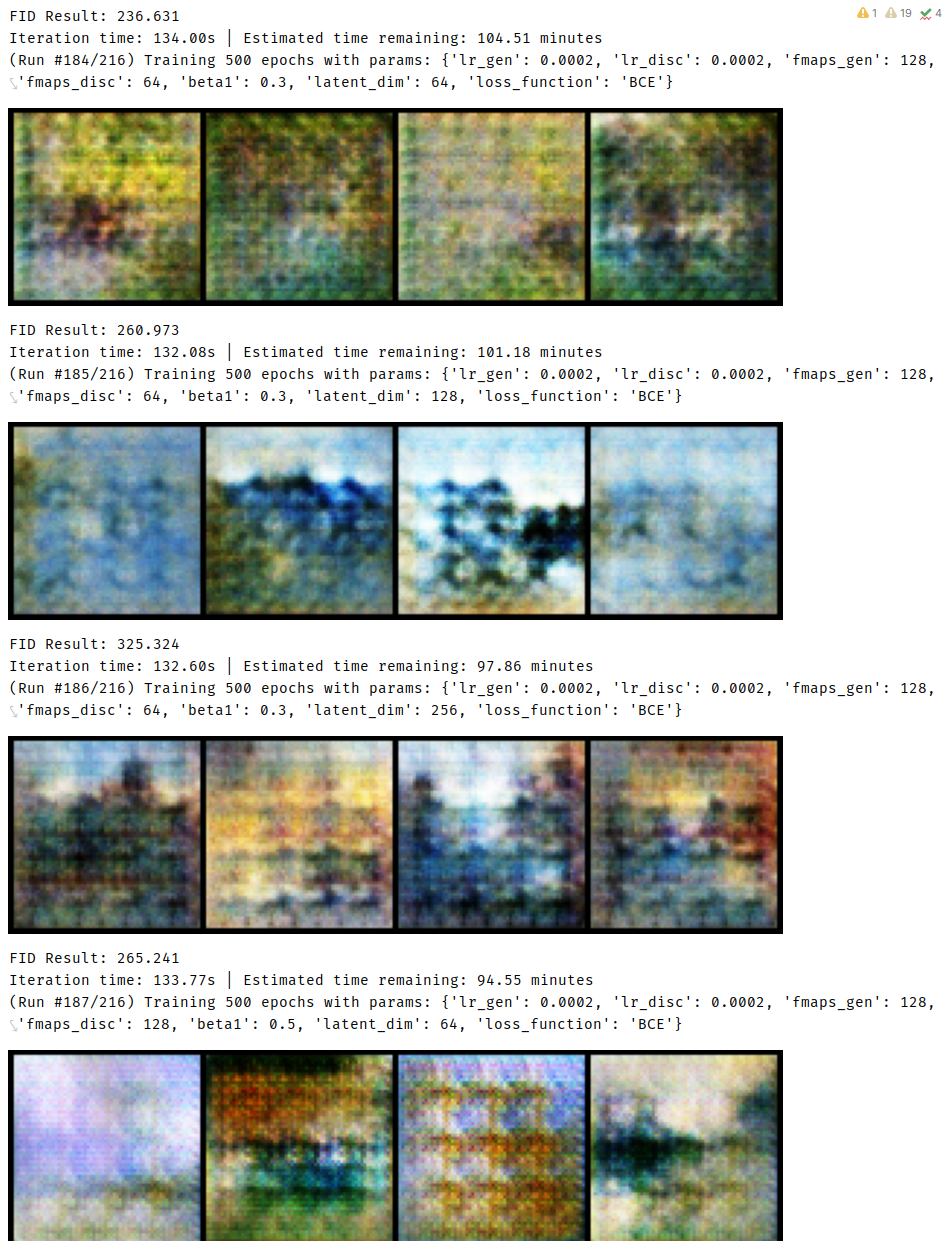 FID Result: 236.631
1 19 4
Iteration time: 134.00s | Estimated time remaining: 104.51 minutes
(Run #184/216) Training 500 epochs with params: {'lr_gen': 0.0002, 'lr_disc': 0.0002, 'fmaps_gen': 128,
'fmaps_disc': 64, 'beta1': 0.3, 'latent_dim': 64, 'loss_function': 'BCE'}
FID Result: 260.973
Iteration time: 132.08s | Estimated time remaining: 101.18 minutes
(Run #185/216) Training 500 epochs with params: {'lr_gen': 0.0002, 'lr_disc': 0.0002, 'fmaps_gen': 128,
'fmaps_disc': 64, 'beta1': 0.3, 'latent_dim': 128, 'loss_function': 'BCE'}
FID Result: 325.324
Iteration time: 132.60s | Estimated time remaining: 97.86 minutes
(Run #186/216) Training 500 epochs with params: {'lr_gen': 0.0002, 'lr_disc': 0.0002, 'fmaps_gen': 128,
'fmaps_disc': 64, 'beta1': 0.3, 'latent_dim': 256, 'loss_function': 'BCE'}
FID Result: 265.241
Iteration time: 133.77s | Estimated time remaining: 94.55 minutes
(Run #187/216) Training 500 epochs with params: {'lr_gen': 0.0002, 'lr_disc': 0.0002, 'fmaps_gen': 128,
'fmaps_disc': 128, 'beta1': 0.5, 'latent_dim': 64, 'loss_function': 'BCE'}